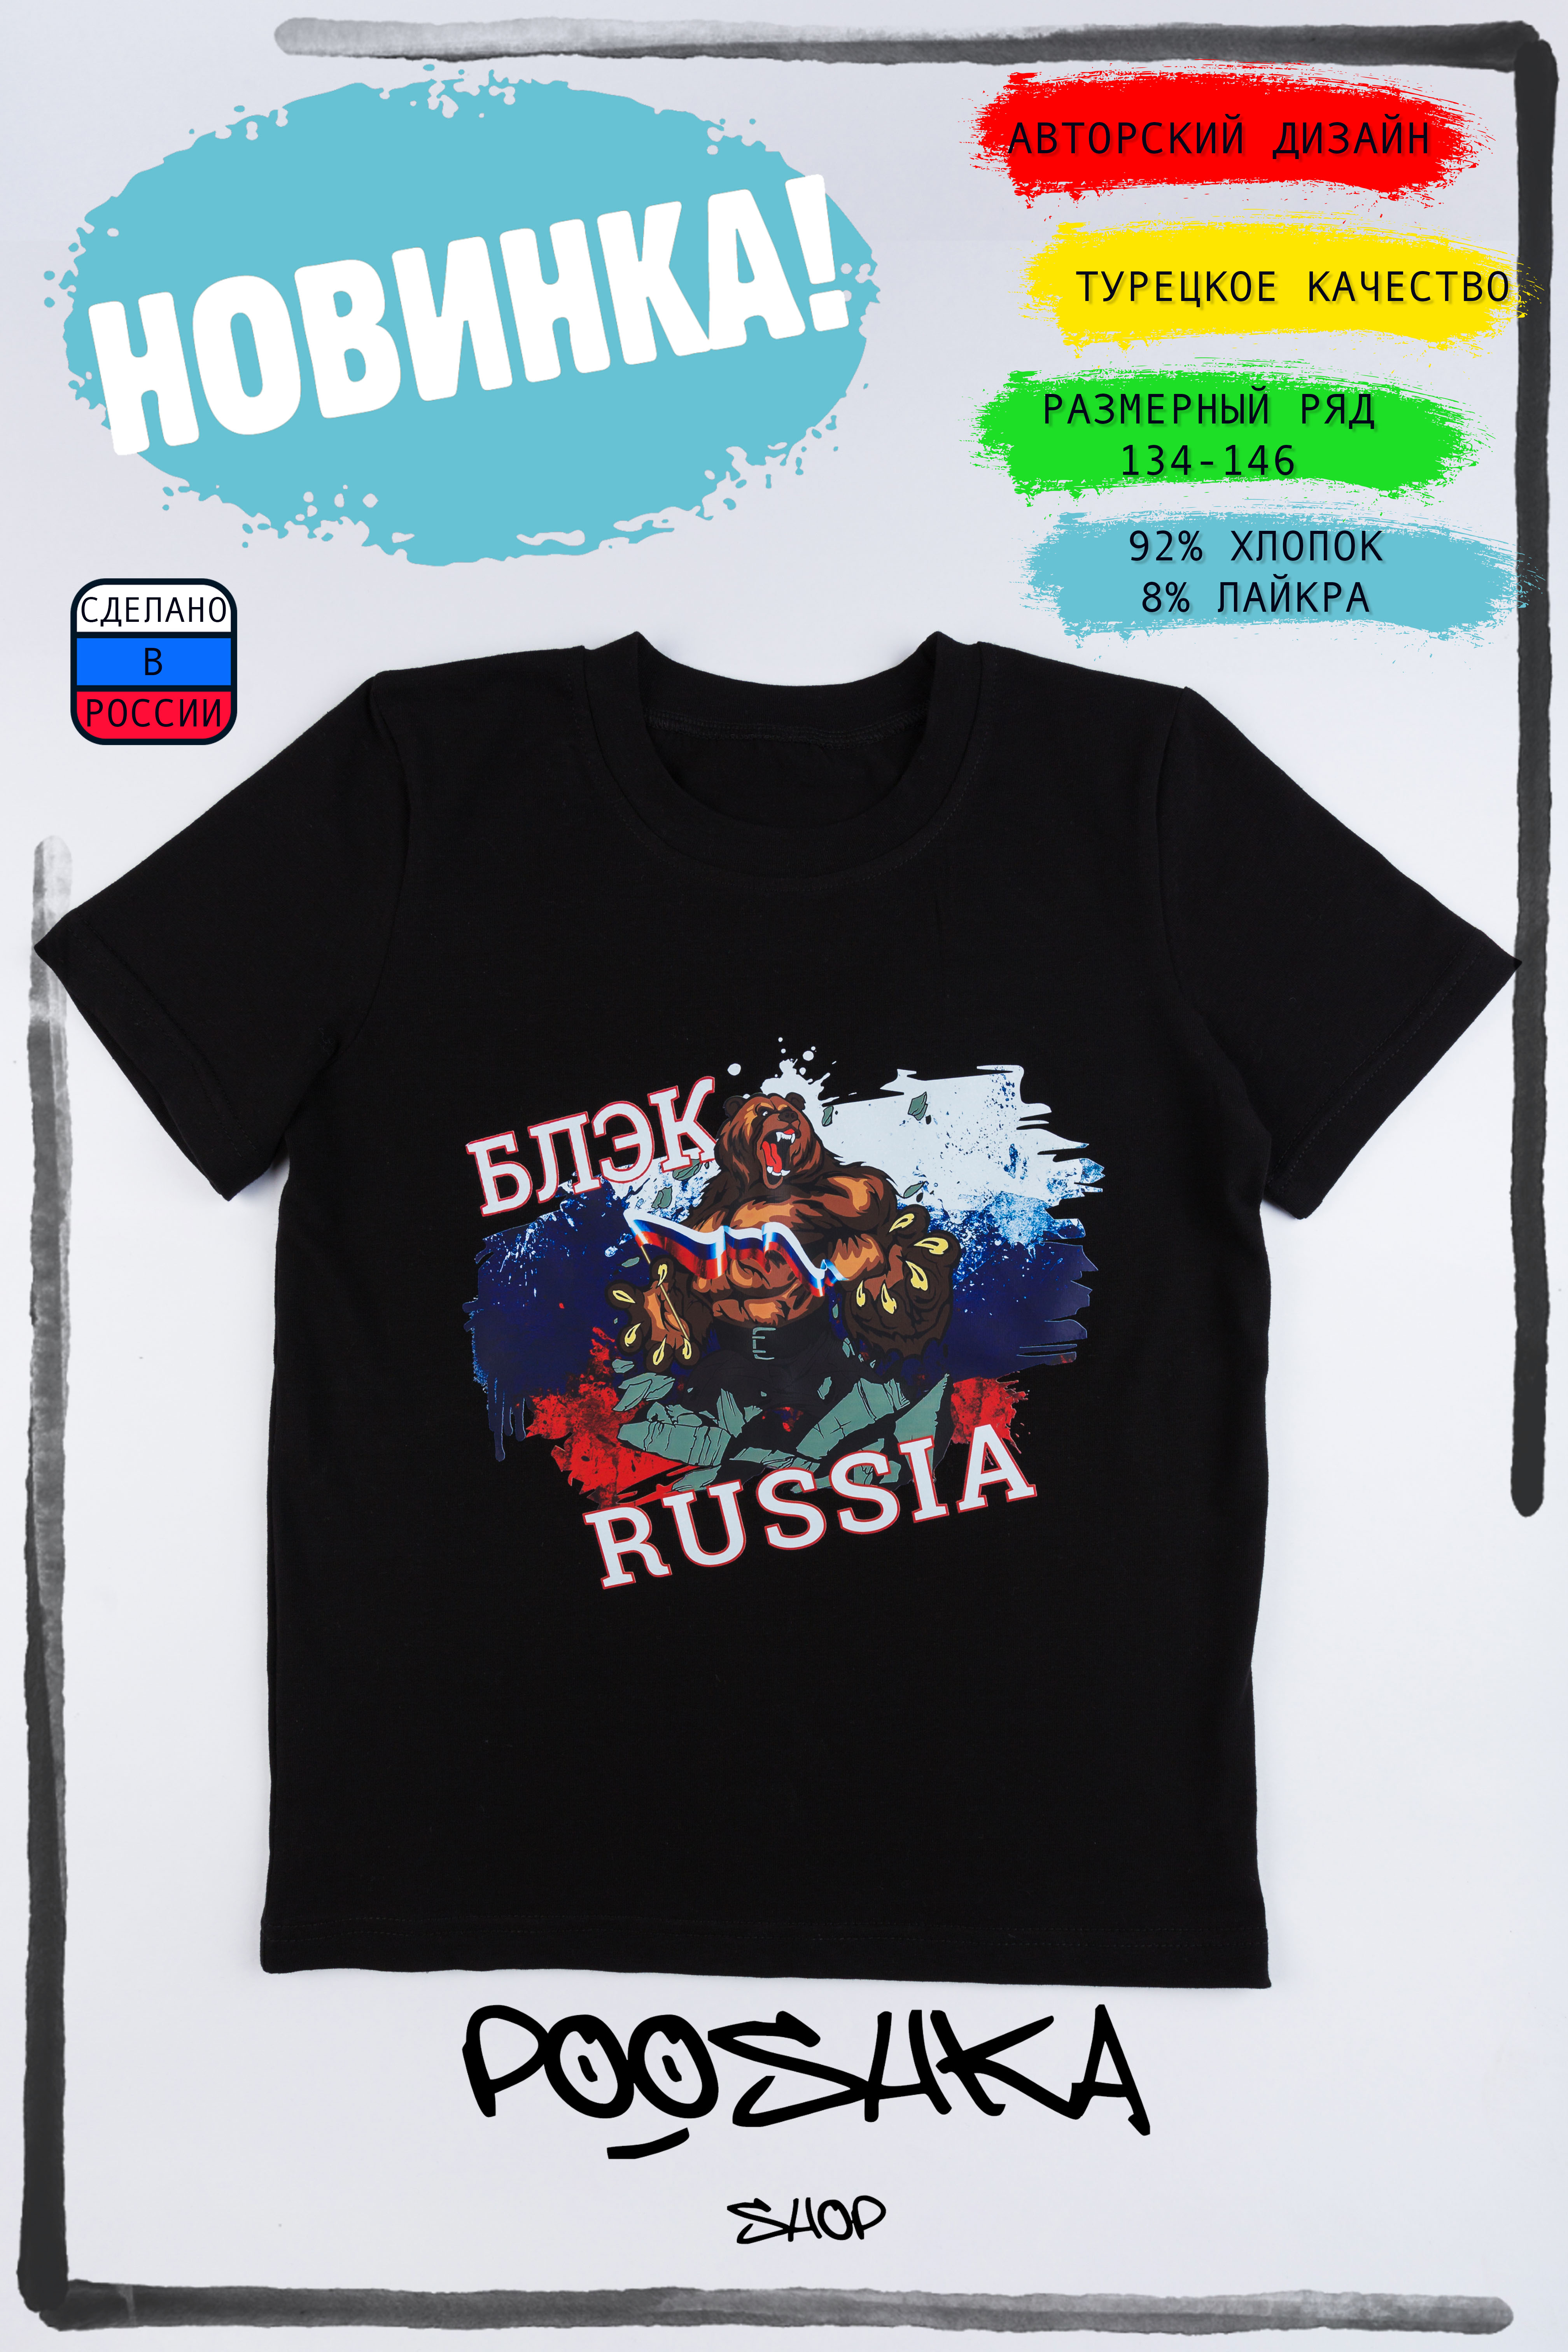 НОВИНКА!
АВТОРСКИЙ ДИЗАЙН
ТУРЕЦКОЕ КАЧЕСТВО
РАЗМЕРНЫЙ РЯД
134-146
92% ХЛОПОК
8% ЛАЙКРА
СДЕЛАНО
В
РОССИИ
БЛЭК
RUSSIA
POOSHKA
SHOP